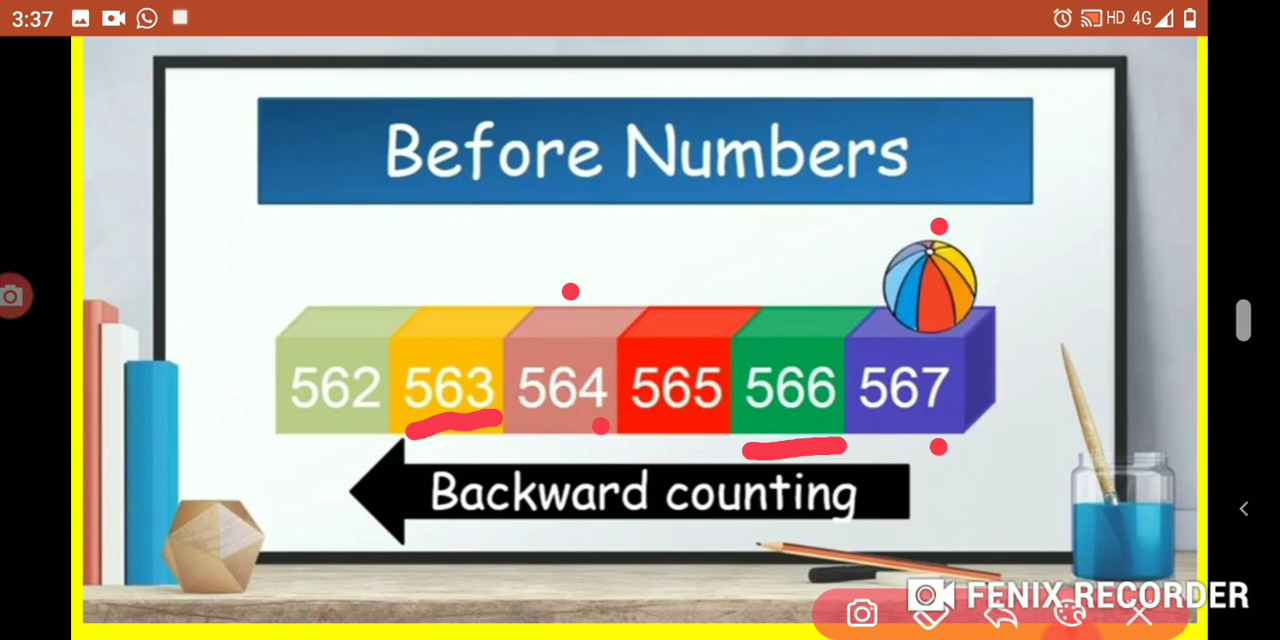 3:37 HD 4G
Before Numbers
562 563 564 565 566 567
Backward counting
FENIX RECORDER